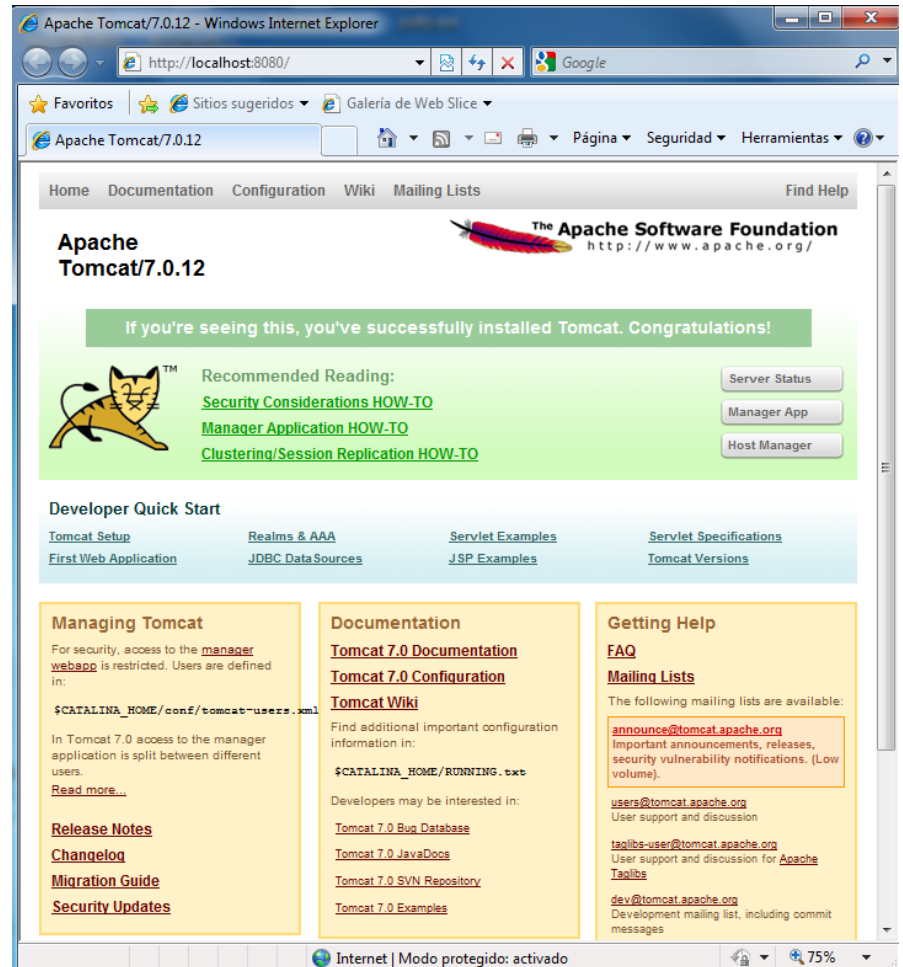 Apache Tomcat/7.0.12 - Windows Internet Explorer
http://localhost:8080/
Google
Favoritos
Sitios sugeridos
Galería de Web Slice
Apache Tomcat/7.0.12
Página
Seguridad
Herramientas
Home Documentation Configuration Wiki Mailing Lists Find Help
Apache
Tomcat/7.0.12
The Apache Software Foundation
http://www.apache.org/
If you're seeing this, you've successfully installed Tomcat. Congratulations!
TM
Recommended Reading:
Security Considerations HOW-TO
Manager Application HOW-TO
Clustering/Session Replication HOW-TO
Server Status
Manager App
Host Manager
Developer Quick Start
Tomcat Setup
First Web Application
Realms & AAA
JDBC DataSources
Servlet Examples
JSP Examples
Servlet Specifications
Tomcat Versions
Managing Tomcat
For security, access to the manager
webapp is restricted. Users are defined
in:
$CATALINA_HOME/conf/tomcat-users.xml
In Tomcat 7.0 access to the manager
application is split between different
users.
Read more...
Release Notes
Changelog
Migration Guide
Security Updates
Documentation
Tomcat 7.0 Documentation
Tomcat 7.0 Configuration
Tomcat Wiki
Find additional important configuration
information in:
$CATALINA_HOME/RUNNING.txt
Developers may be interested in:
Tomcat 7.0 Bug Database
Tomcat 7.0 JavaDocs
Tomcat 7.0 SVN Repository
Tomcat 7.0 Examples
Getting Help
FAQ
Mailing Lists
The following mailing lists are available:
announce@tomcat.apache.org
Important announcements, releases,
security vulnerability notifications. (Low
volume).
users@tomcat.apache.org
User support and discussion
taglibs-user@tomcat.apache.org
User support and discussion for Apache
Taglibs
dev@tomcat.apache.org
Development mailing list, including commit
messages
Internet | Modo protegido: activado
75%